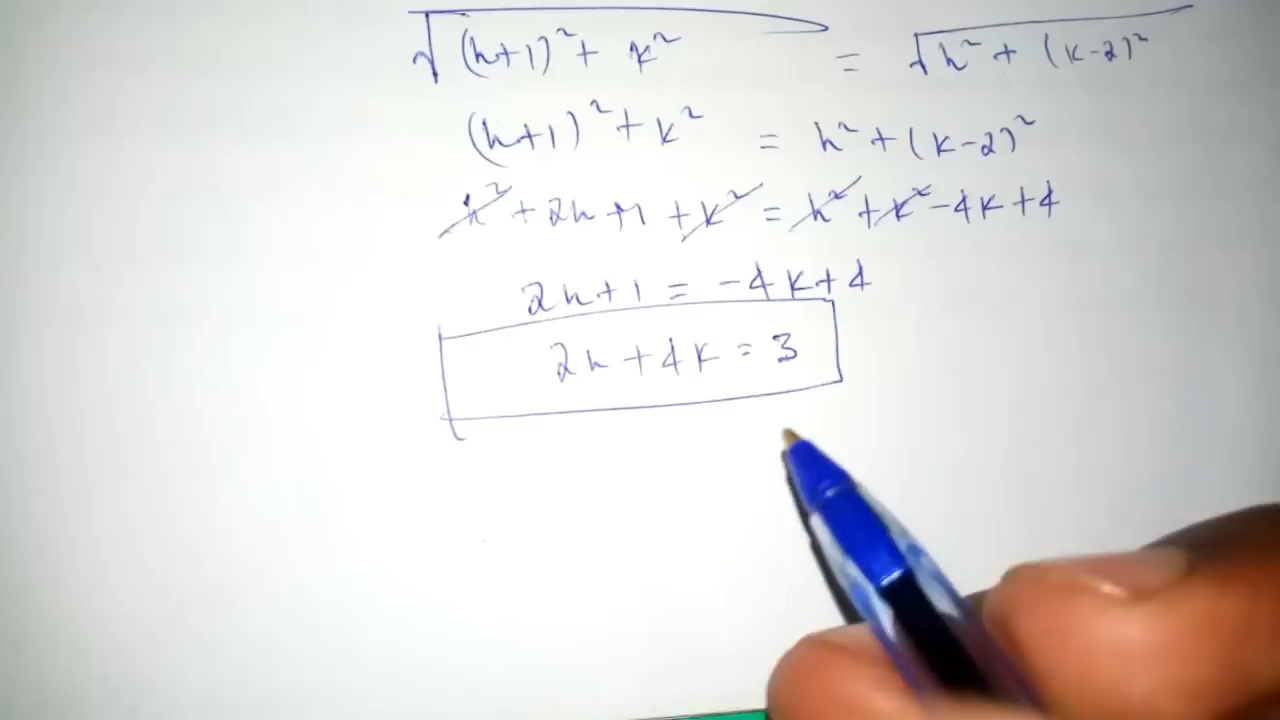 √(h+1)² + k² = √h² + (k-2)²
(h+1)² + k² = h² + (k-2)²
h² + 2h + 1 + k² = h² + k² - 4k + 4
2h + 1 = -4k + 4
2h + 4k = 3